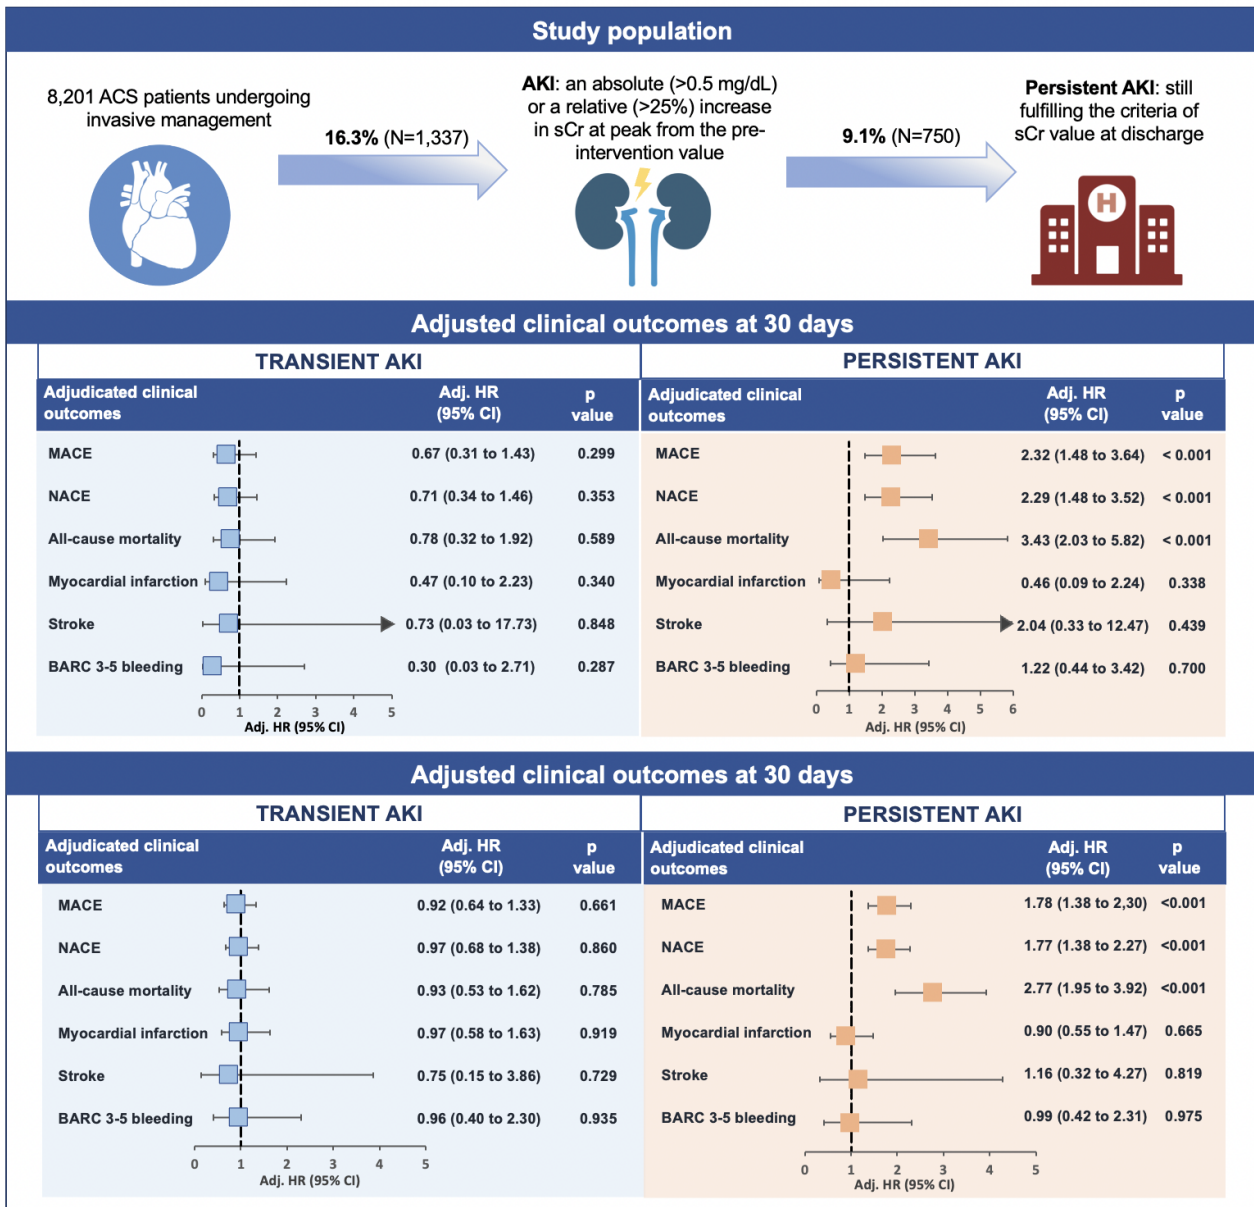 Study population
8,201 ACS patients undergoing
invasive management
16.3% (N=1,337)
AKI: an absolute (>0.5 mg/dL)
or a relative (>25%) increase
in sCr at peak from the pre-
intervention value
9.1% (N=750)
Persistent AKI: still
fulfilling the criteria of
sCr value at discharge
H
Adjusted clinical outcomes at 30 days
TRANSIENT AKI
Adjudicated clinical
outcomes
Adj. HR
(95% CI)
p
value
MACE 0.67 (0.31 to 1.43) 0.299
NACE 0.71 (0.34 to 1.46) 0.353
All-cause mortality 0.78 (0.32 to 1.92) 0.589
Myocardial infarction 0.47 (0.10 to 2.23) 0.340
Stroke 0.73 (0.03 to 17.73) 0.848
BARC 3-5 bleeding 0.30 (0.03 to 2.71) 0.287
0 1 2 3 4 5
Adj. HR (95% CI)
PERSISTENT AKI
Adjudicated clinical
outcomes
Adj. HR
(95% CI)
p
value
MACE 2.32 (1.48 to 3.64) < 0.001
NACE 2.29 (1.48 to 3.52) < 0.001
All-cause mortality 3.43 (2.03 to 5.82) < 0.001
Myocardial infarction 0.46 (0.09 to 2.24) 0.338
Stroke 2.04 (0.33 to 12.47) 0.439
BARC 3-5 bleeding 1.22 (0.44 to 3.42) 0.700
0 1 2 3 4 5 6
Adj. HR (95% CI)
Adjusted clinical outcomes at 30 days
TRANSIENT AKI
Adjudicated clinical
outcomes
Adj. HR
(95% CI)
p
value
MACE 0.92 (0.64 to 1.33) 0.661
NACE 0.97 (0.68 to 1.38) 0.860
All-cause mortality 0.93 (0.53 to 1.62) 0.785
Myocardial infarction 0.97 (0.58 to 1.63) 0.919
Stroke 0.75 (0.15 to 3.86) 0.729
BARC 3-5 bleeding 0.96 (0.40 to 2.30) 0.935
0 1 2 3 4 5
Adj. HR (95% CI)
PERSISTENT AKI
Adjudicated clinical
outcomes
Adj. HR
(95% CI)
p
value
MACE 1.78 (1.38 to 2,30) <0.001
NACE 1.77 (1.38 to 2.27) <0.001
All-cause mortality 2.77 (1.95 to 3.92) <0.001
Myocardial infarction 0.90 (0.55 to 1.47) 0.665
Stroke 1.16 (0.32 to 4.27) 0.819
BARC 3-5 bleeding 0.99 (0.42 to 2.31) 0.975
0 1 2 3 4 5
Adj. HR (95% CI)